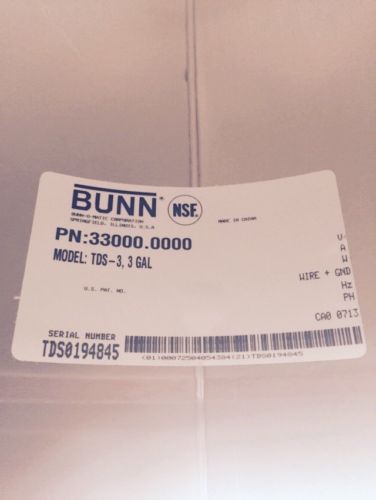 BUNN®
NSF®
BUNN-O-MATIC CORPORATION
SPRINGFIELD, ILLINOIS, U.S.A
MADE IN CHINA
PN:33000.0000
MODEL: TDS-3, 3 GAL
U.S. PAT. NO.
V-
A
W
WIRE + GND
Hz
PH
CA0 0713
SERIAL NUMBER
TDS0194845
(01)00072504054384(21)TDS0194845